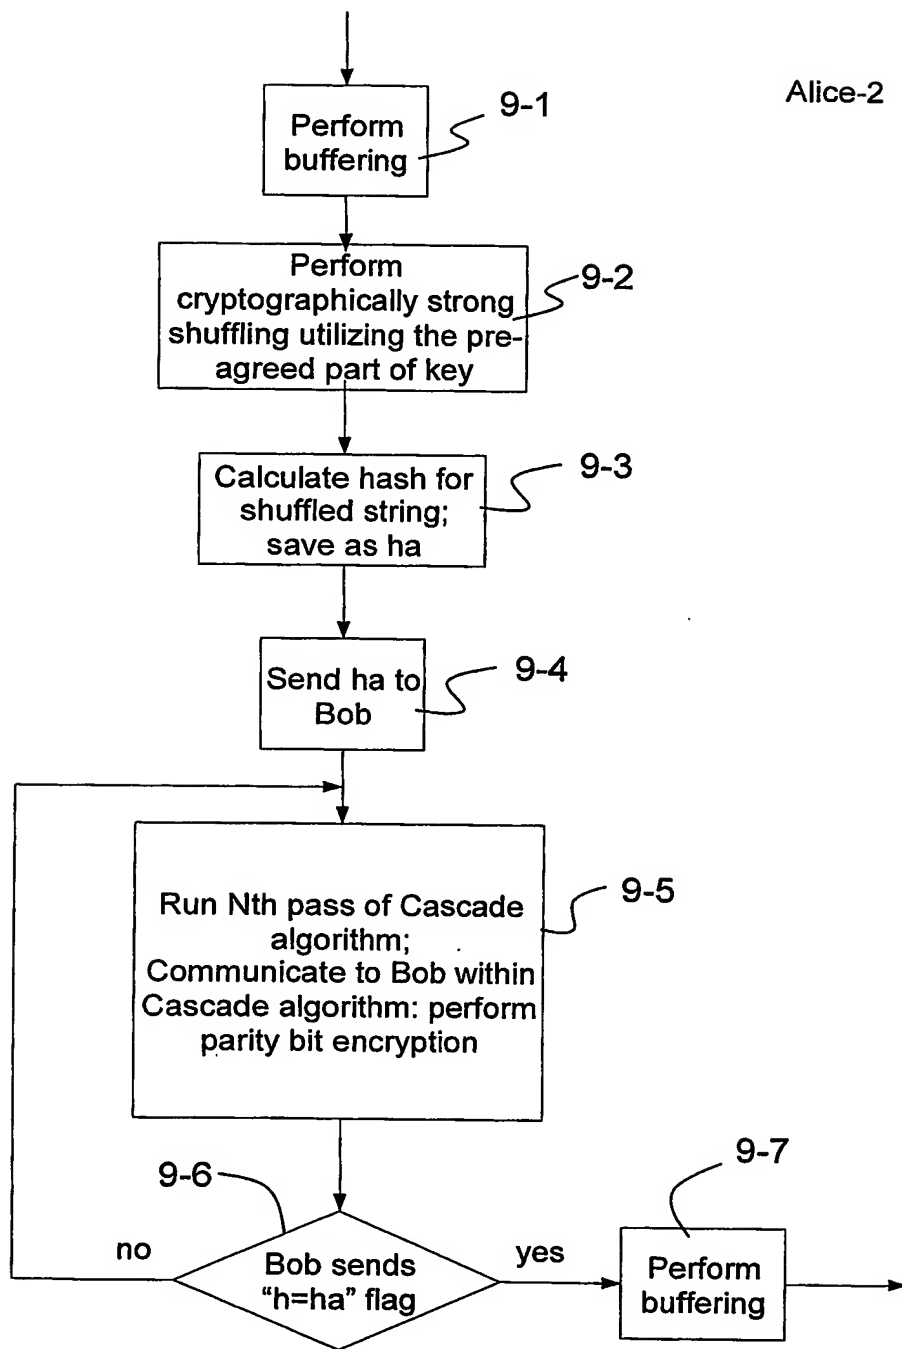 Alice-2
9-1
Perform
buffering
9-2
Perform
cryptographically strong
shuffling utilizing the pre-
agreed part of key
9-3
Calculate hash for
shuffled string;
save as ha
9-4
Send ha to
Bob
9-5
Run Nth pass of Cascade
algorithm;
Communicate to Bob within
Cascade algorithm: perform
parity bit encryption
9-6
9-7
no
Bob sends
“h=ha” flag
yes
Perform
buffering